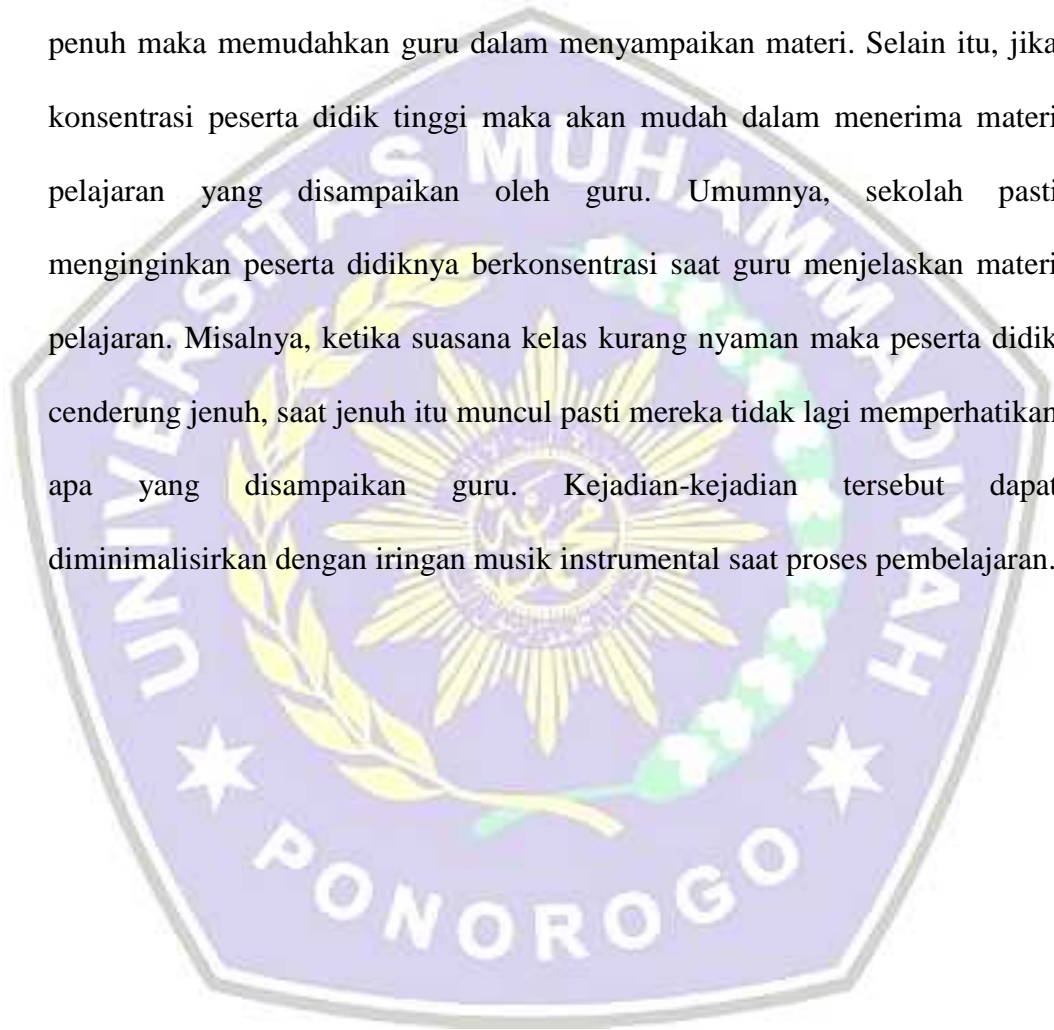 penuh maka memudahkan guru dalam menyampaikan materi. Selain itu, jika
konsentrasi peserta didik tinggi maka akan mudah dalam menerima materi
pelajaran yang disampaikan oleh guru. Umumnya, sekolah pasti
menginginkan peserta didiknya berkonsentrasi saat guru menjelaskan materi
pelajaran. Misalnya, ketika suasana kelas kurang nyaman maka peserta didik
cenderung jenuh, saat jenuh itu muncul pasti mereka tidak lagi memperhatikan
apa yang disampaikan guru. Kejadian-kejadian tersebut dapat
diminimalisirkan dengan iringan musik instrumental saat proses pembelajaran.
UNIVERSITAS MUHAMMADIYAH
PONOROGO